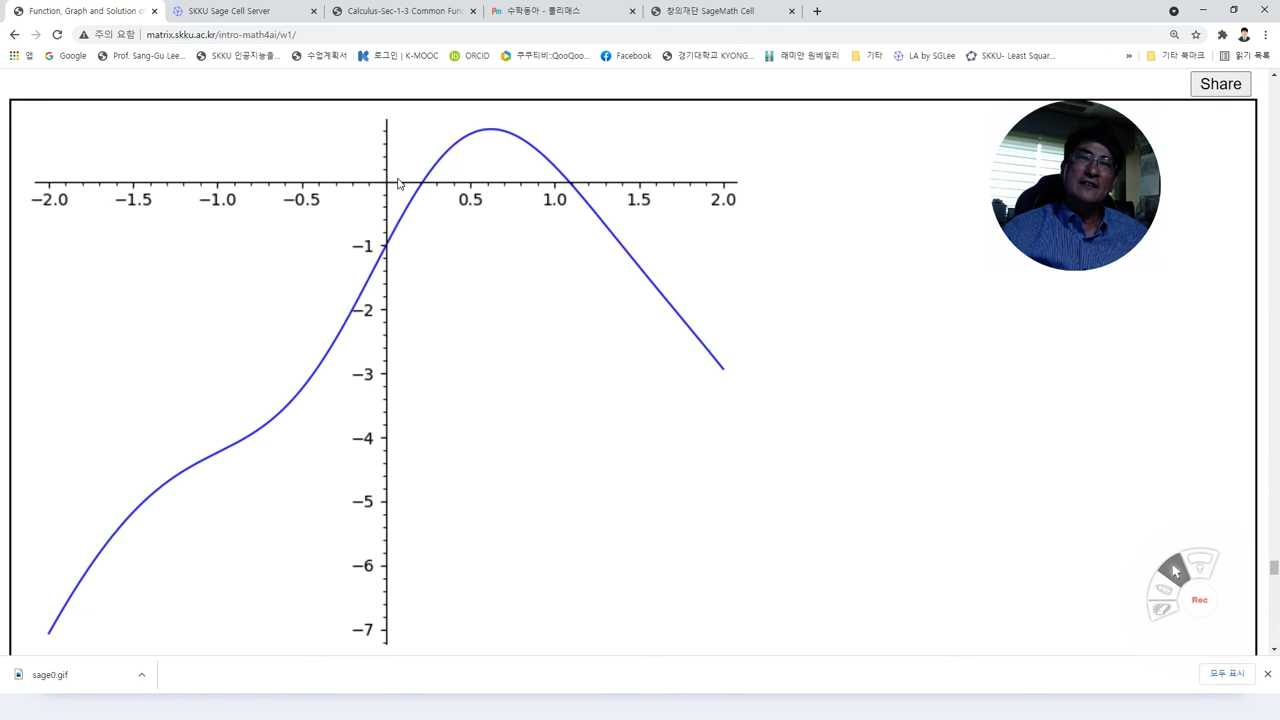 Function, Graph and Solution o
SKKU Sage Cell Server
Calculus-Sec-1-3 Common Func
수학동아 - 폴리매스
창의재단 SageMath Cell
주의 요함
matrix.skku.ac.kr/intro-math4ai/w1/
앱
Google
Prof. Sang-Gu Lee...
SKKU 인공지능을...
수업계획서
로그인 | K-MOOC
ORCID
쿠쿠티비::QooQoo...
Facebook
경기대학교 KYONG...
래미안 원베일리
기타
LA by SGLee
SKKU- Least Squar...
»
기타 북마크
읽기 목록
Share
−2.0 −1.5 −1.0 −0.5 0.5 1.0 1.5 2.0
−1
−2
−3
−4
−5
−6
−7
Rec
sage0.gif
모두 표시